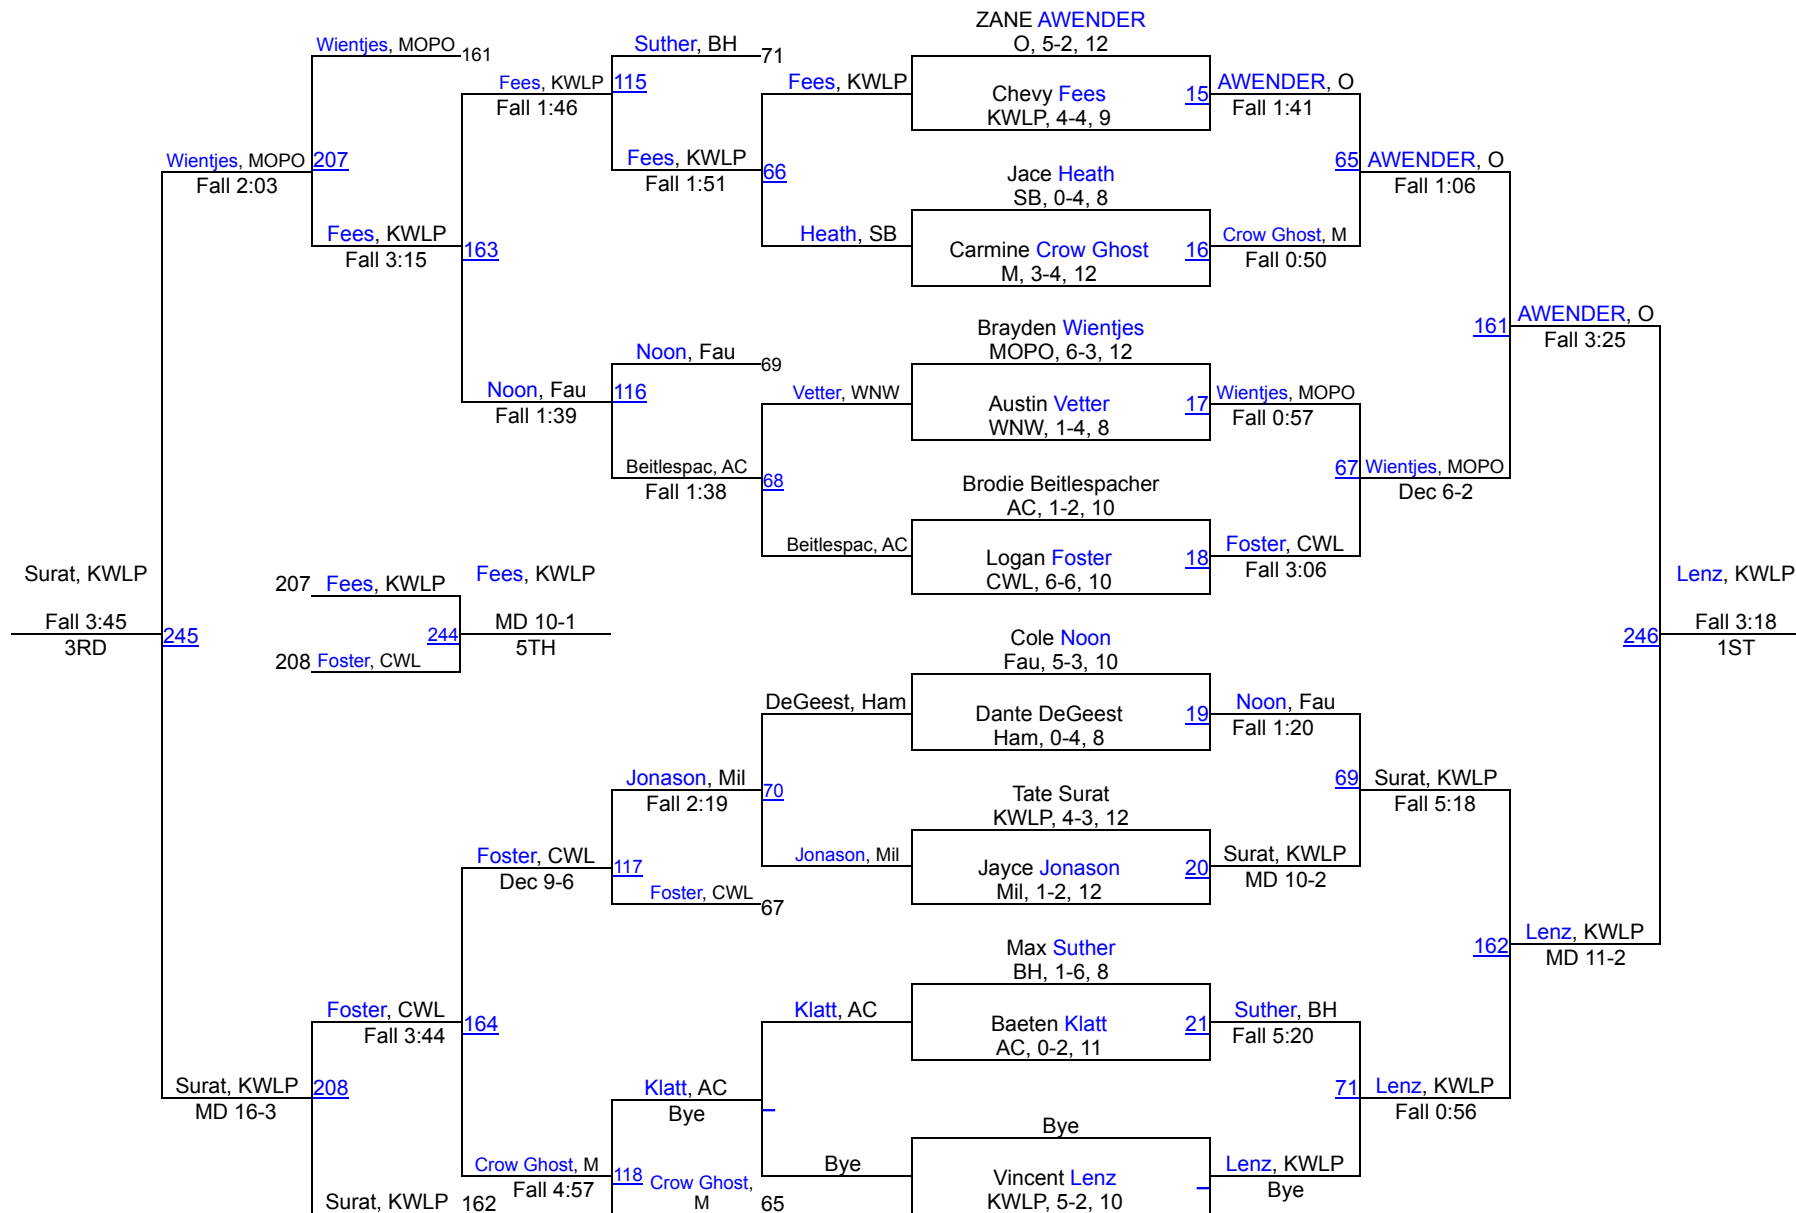 ZANE AWENDER
O, 5-2, 12
Wientjes, MOPO 161
Suther, BH 71
Fees, KWLP 115
Fall 1:46
Fees, KWLP
Chevy Fees 15
KWLP, 4-4, 9
AWENDER, O
Fall 1:41
Wientjes, MOPO 207
Fall 2:03
Fees, KWLP 66
Fall 1:51
Jace Heath
SB, 0-4, 8
65 AWENDER, O
Fall 1:06
Fees, KWLP 163
Fall 3:15
Heath, SB
Carmine Crow Ghost 16
M, 3-4, 12
Crow Ghost, M
Fall 0:50
Brayden Wientjes
MOPO, 6-3, 12
161 AWENDER, O
Fall 3:25
Noon, Fau 69
Noon, Fau 116
Fall 1:39
Vetter, WNW
Austin Vetter 17
WNW, 1-4, 8
Wientjes, MOPO
Fall 0:57
Beitlespac, AC 68
Fall 1:38
Brodie Beitlespacher
AC, 1-2, 10
67 Wientjes, MOPO
Dec 6-2
Beitlespac, AC
Logan Foster 18
CWL, 6-6, 10
Foster, CWL
Fall 3:06
Surat, KWLP
Fall 3:45 245
3RD
207 Fees, KWLP
208 Foster, CWL
244
Fees, KWLP
MD 10-1
5TH
Lenz, KWLP
246 Fall 3:18
1ST
Cole Noon
Fau, 5-3, 10
DeGeest, Ham
Dante DeGeest 19
Ham, 0-4, 8
Noon, Fau
Fall 1:20
Jonason, Mil 70
Fall 2:19
Tate Surat
KWLP, 4-3, 12
69 Surat, KWLP
Fall 5:18
Foster, CWL 117
Dec 9-6
Jonason, Mil
Jayce Jonason 20
Mil, 1-2, 12
Surat, KWLP
MD 10-2
Foster, CWL 67
Max Suther
BH, 1-6, 8
162 Lenz, KWLP
MD 11-2
Foster, CWL 164
Fall 3:44
Klatt, AC
Baeten Klatt 21
AC, 0-2, 11
Suther, BH
Fall 5:20
Surat, KWLP 208
MD 16-3
Klatt, AC
Bye
71 Lenz, KWLP
Fall 0:56
Bye
Crow Ghost, M 118
Fall 4:57
Bye
Vincent Lenz
KWLP, 5-2, 10
Lenz, KWLP
Bye
Surat, KWLP 162
Crow Ghost,
M 65